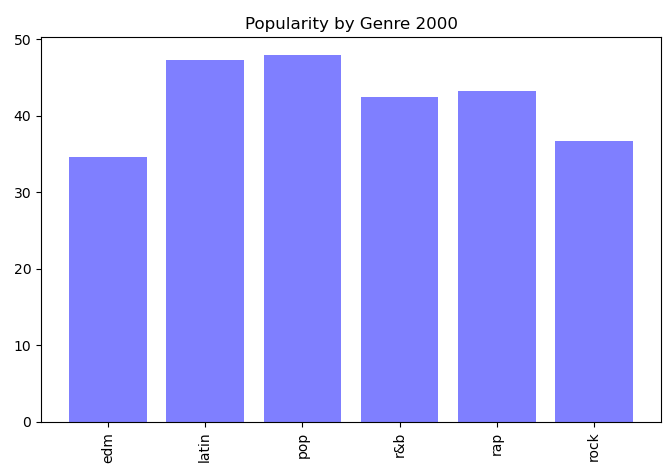 Popularity by Genre 2000
50
40
30
20
10
0
edm
latin
pop
r&b
rap
rock